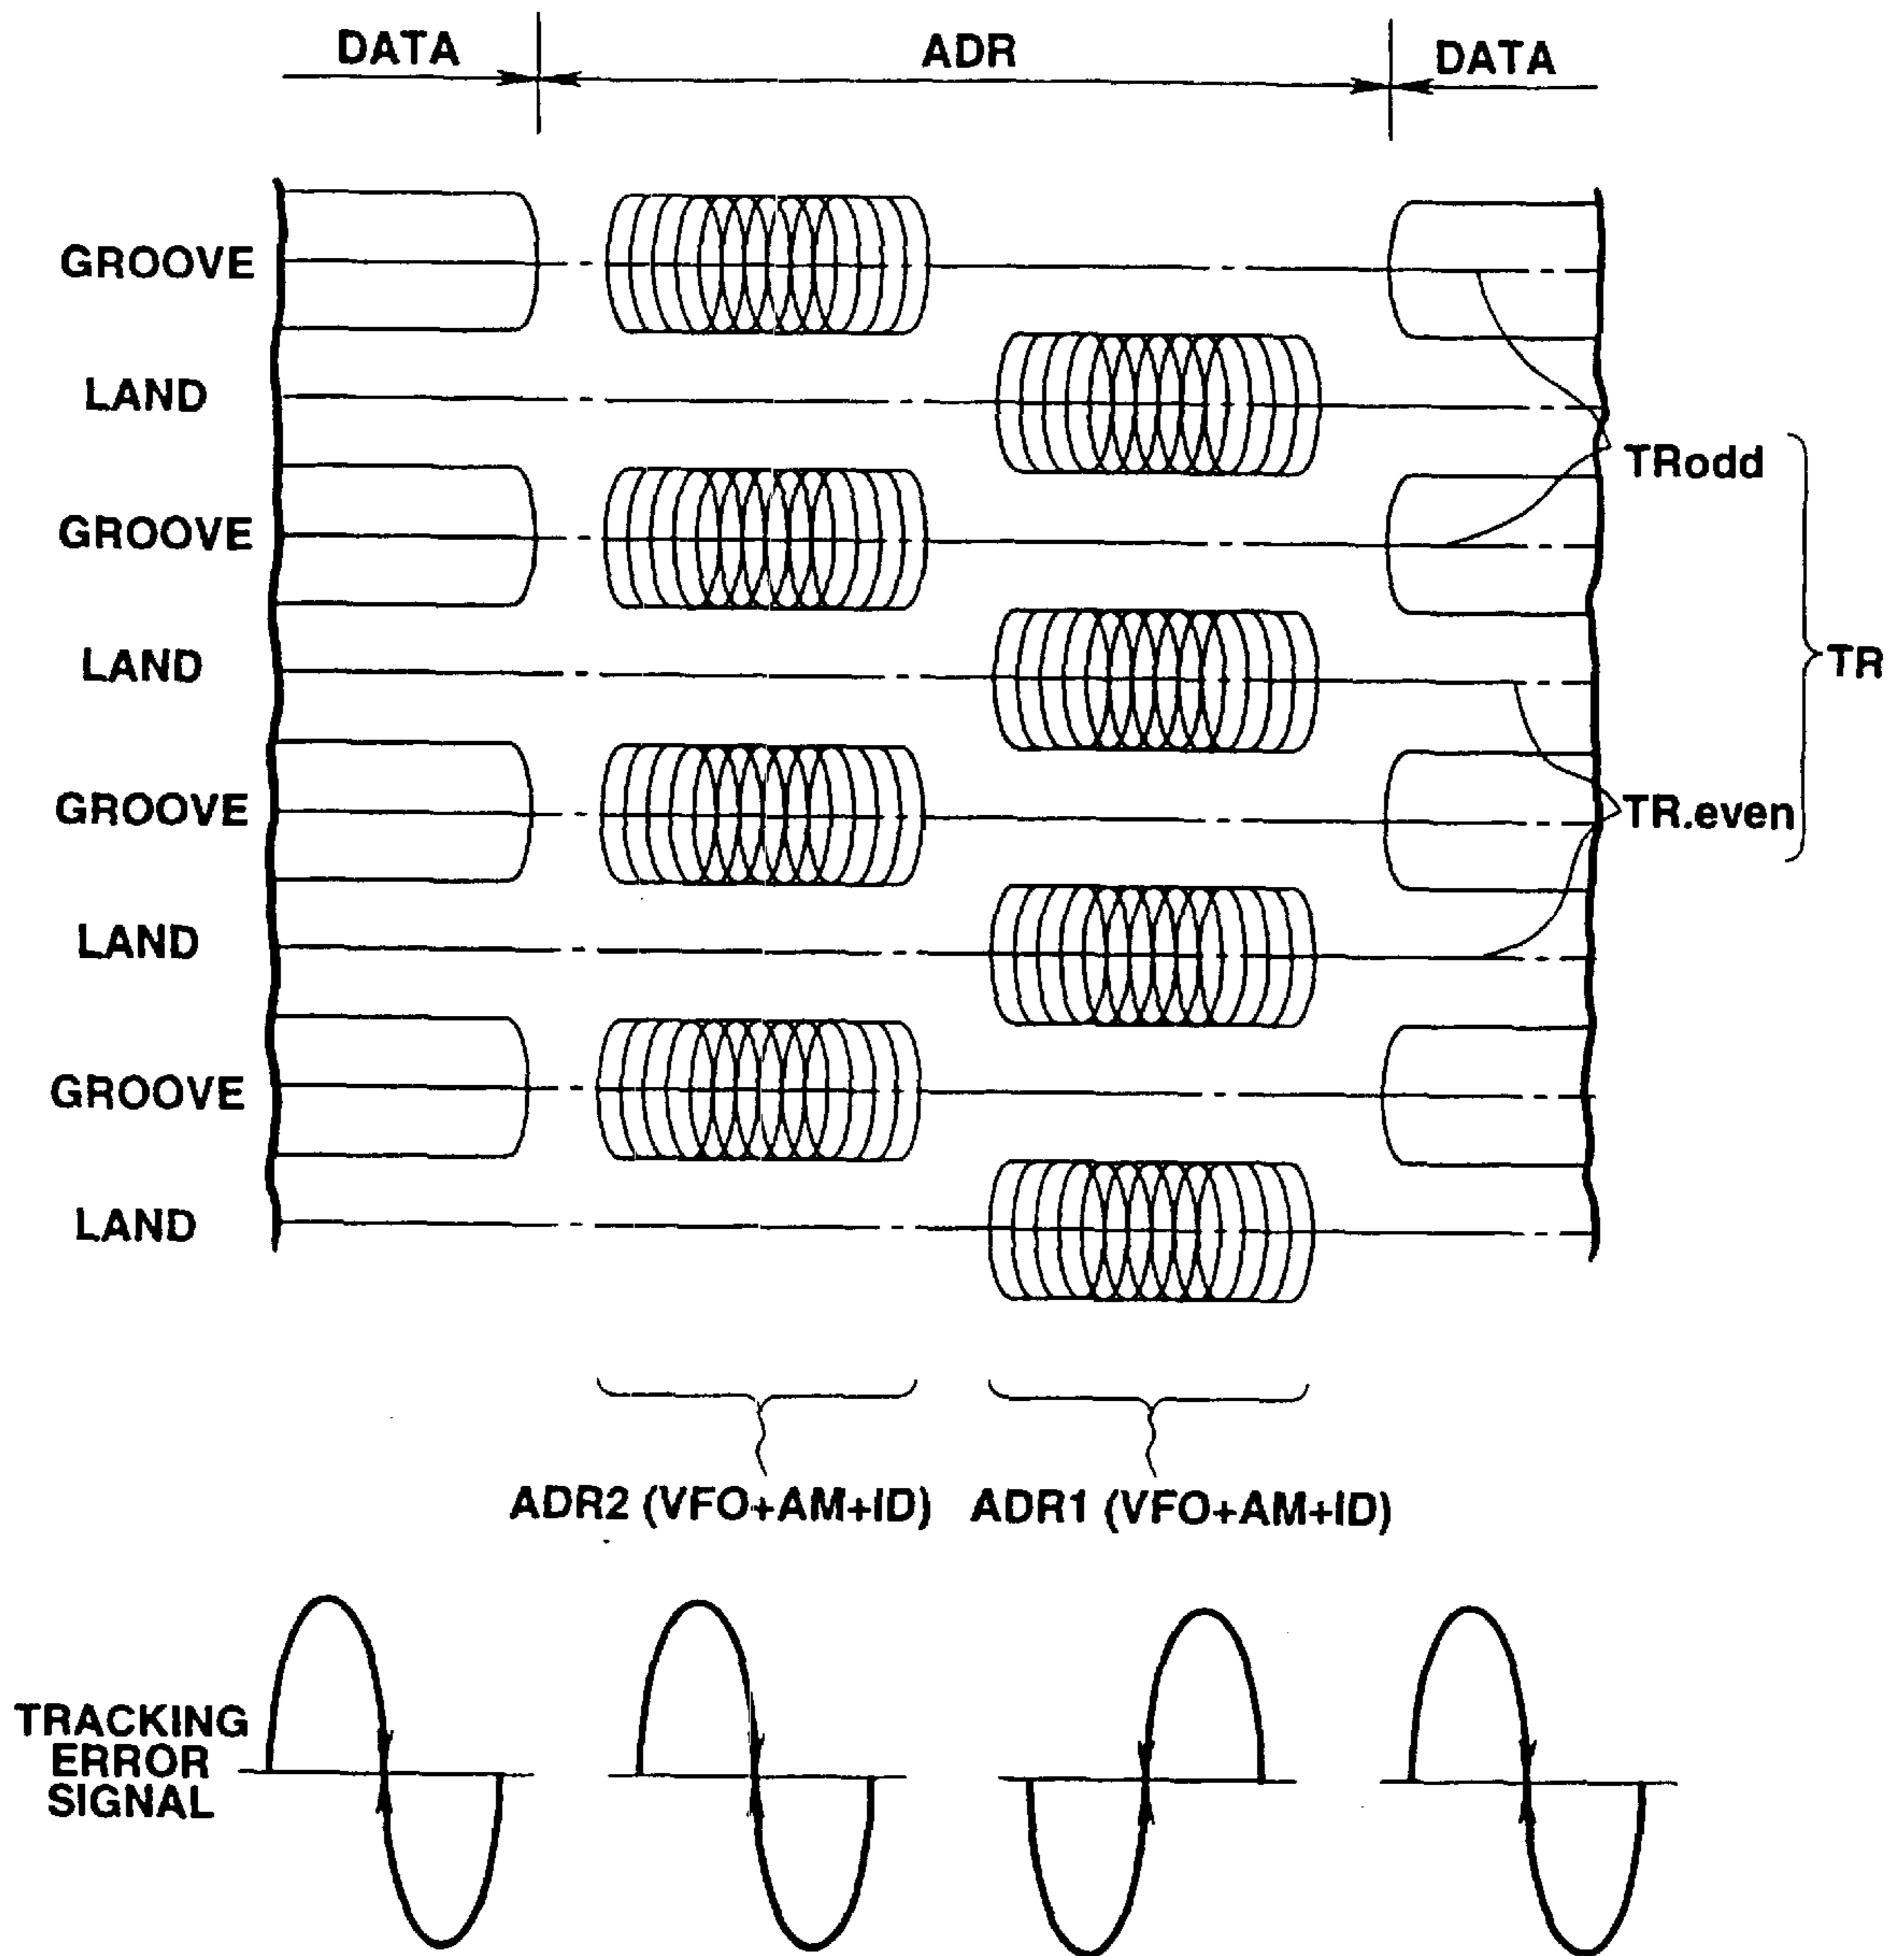 DATA
ADR
DATA
GROOVE
LAND
TRodd
GROOVE
LAND
TR
GROOVE
TR.even
LAND
GROOVE
LAND
ADR2 (VFO+AM+ID)
ADR1 (VFO+AM+ID)
TRACKING
ERROR
SIGNAL